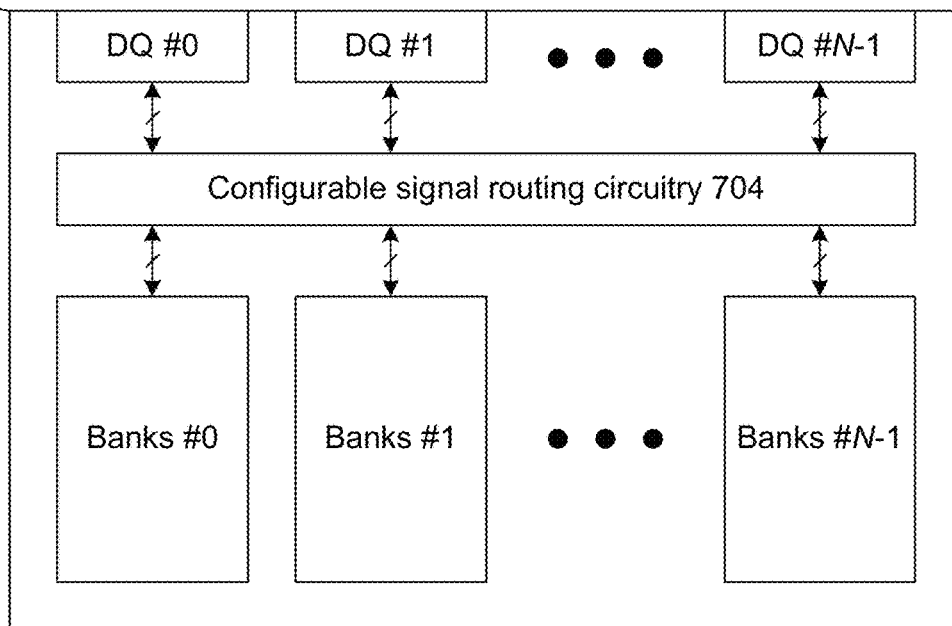 DQ #0
DQ #1
DQ #N-1
Configurable signal routing circuitry 704
Banks #0
Banks #1
Banks #N-1